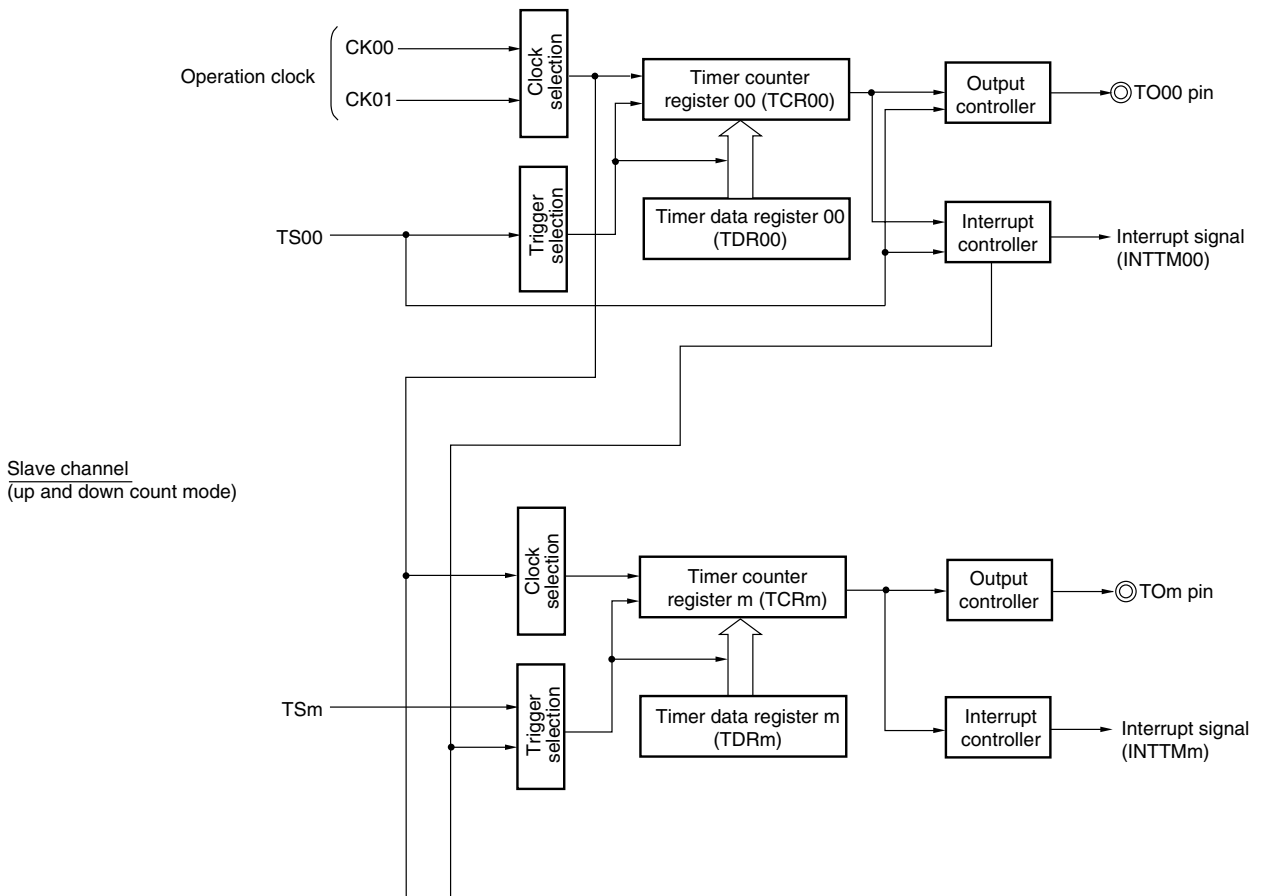 Operation clock
CK00
CK01
Clock
selection
Timer counter
register 00 (TCR00)
Output
controller
TO00 pin
TS00
Trigger
selection
Timer data register 00
(TDR00)
Interrupt
controller
Interrupt signal
(INTTM00)
Slave channel
(up and down count mode)
Clock
selection
Timer counter
register m (TCRm)
Output
controller
TOm pin
TSm
Trigger
selection
Timer data register m
(TDRm)
Interrupt
controller
Interrupt signal
(INTTMm)